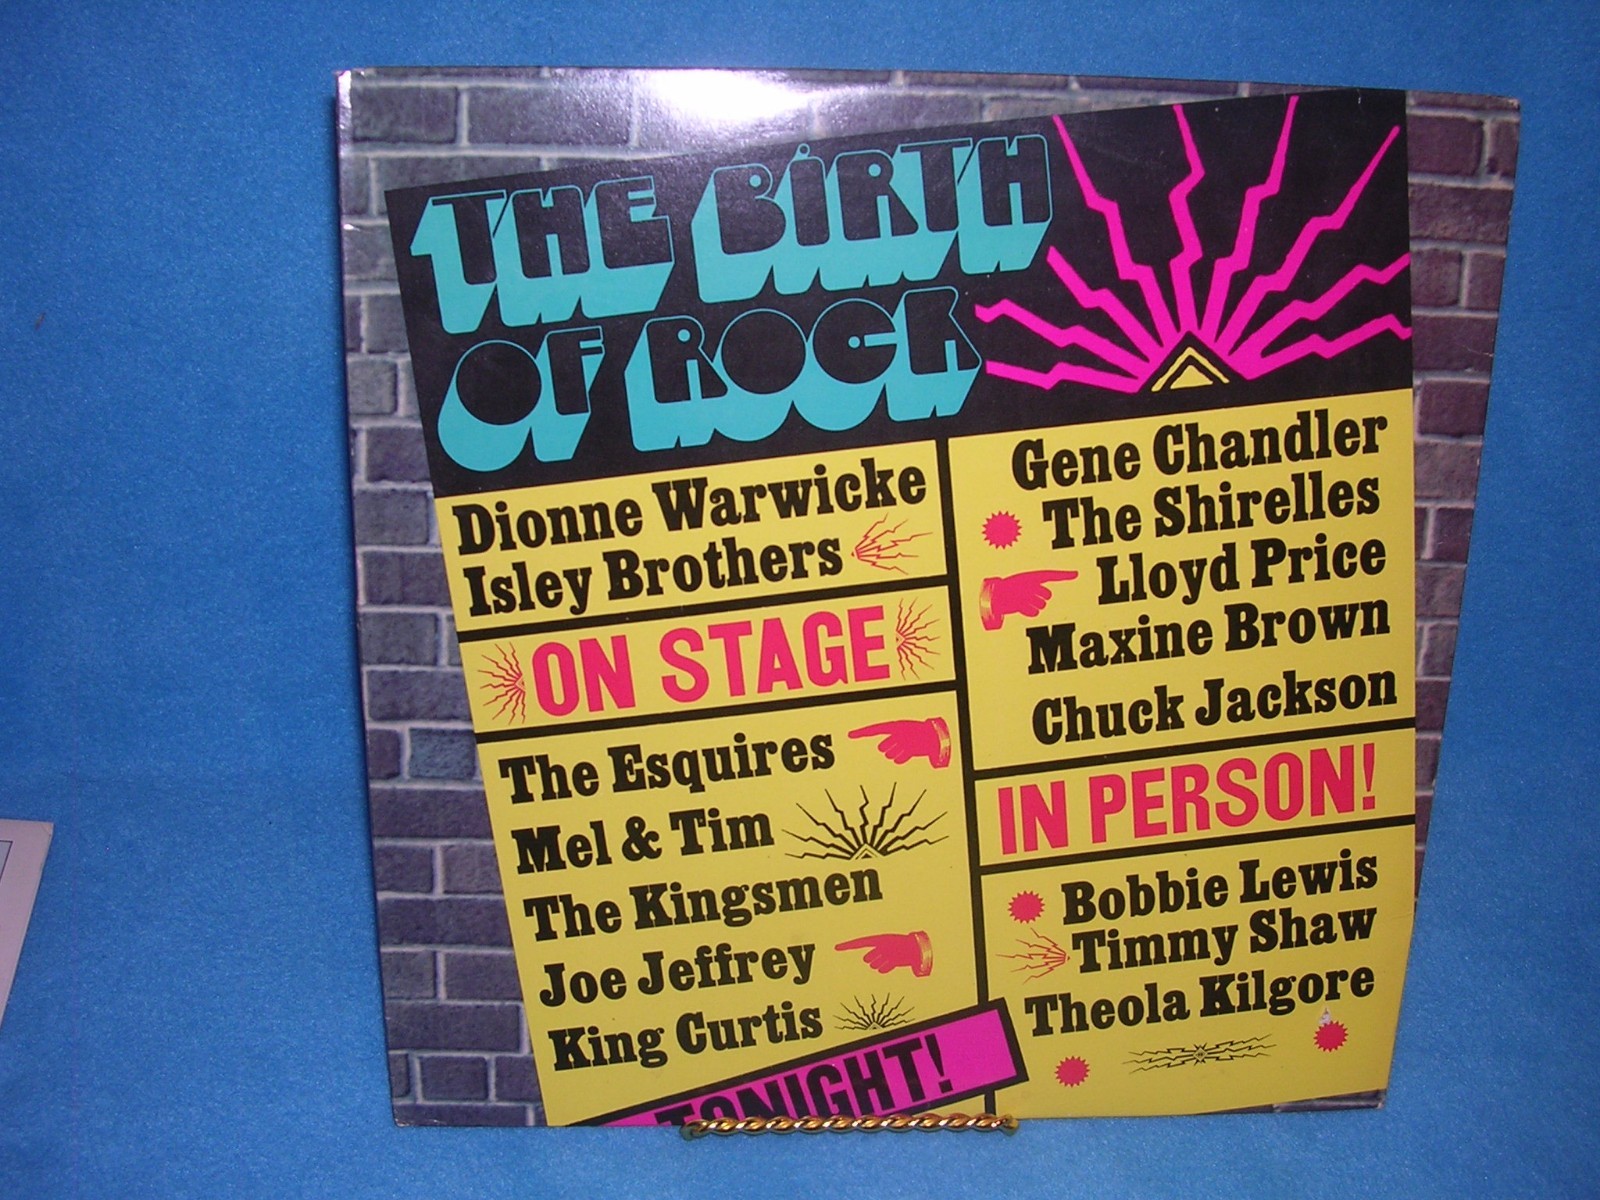 THE BIRTH
OF ROCK
Dionne Warwicke
Isley Brothers
ON STAGE
The Esquires
Mel & Tim
The Kingsmen
Joe Jeffrey
King Curtis
TONIGHT!
Gene Chandler
The Shirelles
Lloyd Price
Maxine Brown
Chuck Jackson
IN PERSON!
Bobbie Lewis
Timmy Shaw
Theola Kilgore